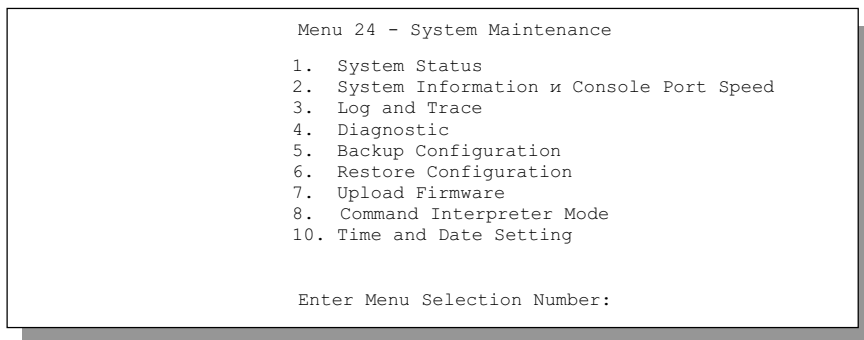 Menu 24 - System Maintenance
1. System Status
2. System Information и Console Port Speed
3. Log and Trace
4. Diagnostic
5. Backup Configuration
6. Restore Configuration
7. Upload Firmware
8. Command Interpreter Mode
10. Time and Date Setting
Enter Menu Selection Number: